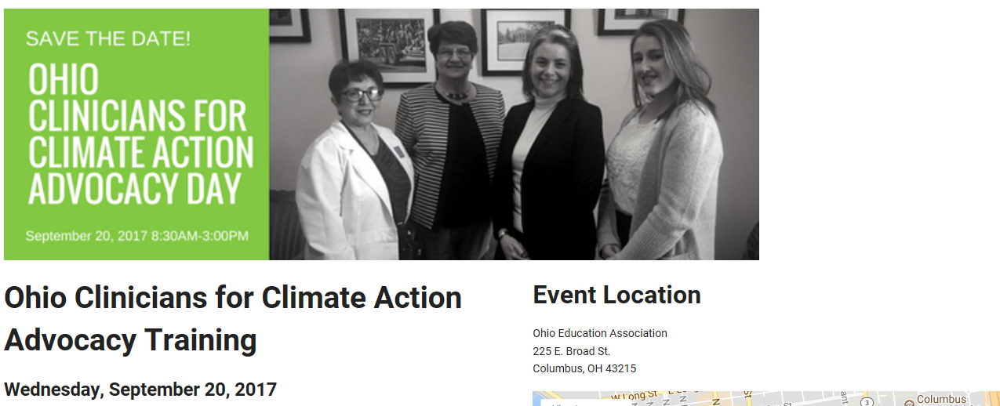 SAVE THE DATE!
OHIO
CLINICIANS FOR
CLIMATE ACTION
ADVOCACY DAY
September 20, 2017 8:30AM-3:00PM
Ohio Clinicians for Climate Action
Advocacy Training
Wednesday, September 20, 2017
Event Location
Ohio Education Association
225 E. Broad St.
Columbus, OH 43215
W Long St
St
3
Columbus